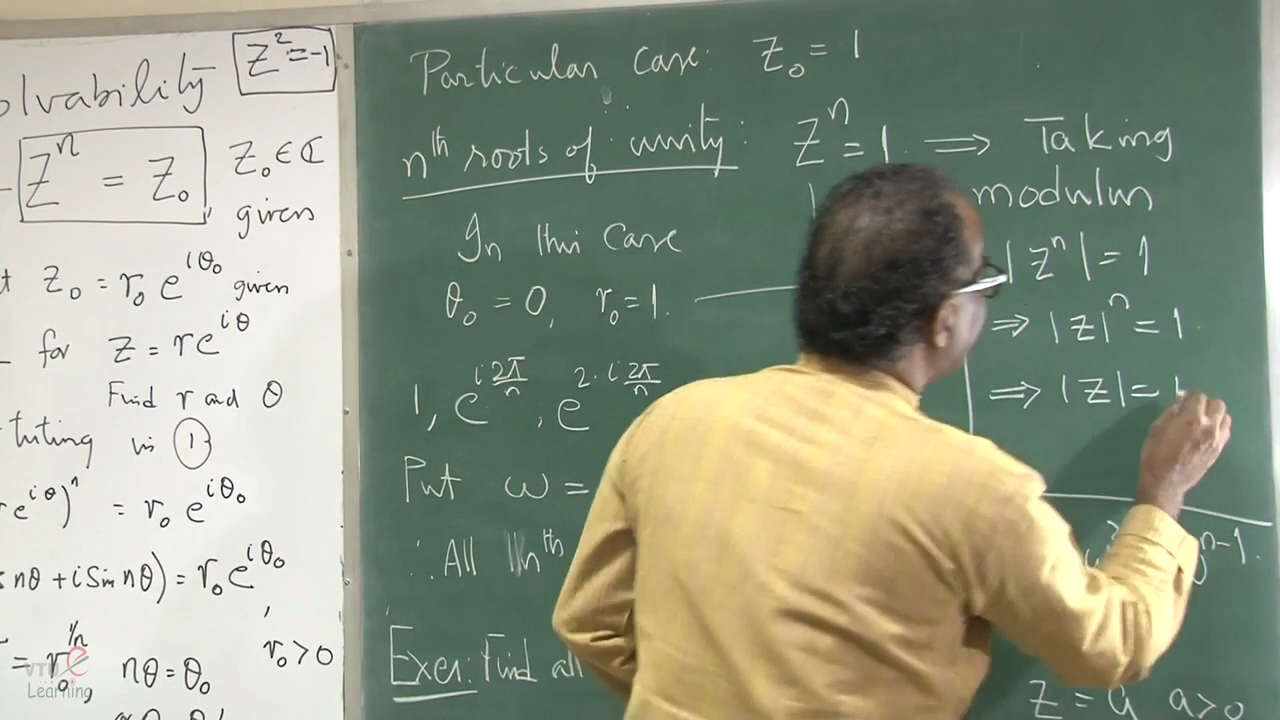 olvability
Z² = -1
Zⁿ = Z₀, Z₀ ∈ ℂ
given
Z₀ = r₀ e^{iθ₀} given
for Z = re^{iθ}
Find r and θ
tuting in ①
e^{iθ})ⁿ = r₀ e^{iθ₀}
nθ + i Sin nθ) = r₀ e^{iθ₀},
= r₀^{1/n}, nθ = θ₀ r₀ > 0
VTU e Learning
Particular case: Z₀ = 1
nth roots of unity: Zⁿ = 1. ⟹ Taking
modulus
In this case
|Zⁿ| = 1
θ₀ = 0, r₀ = 1.
⟹ |Z|ⁿ = 1.
1, e^{i2π/n}, e^{2·i2π/n}
⟹ |Z| =
Put ω =
∴ All nth
n-1.
Exer: Find all
Z = a a > 0